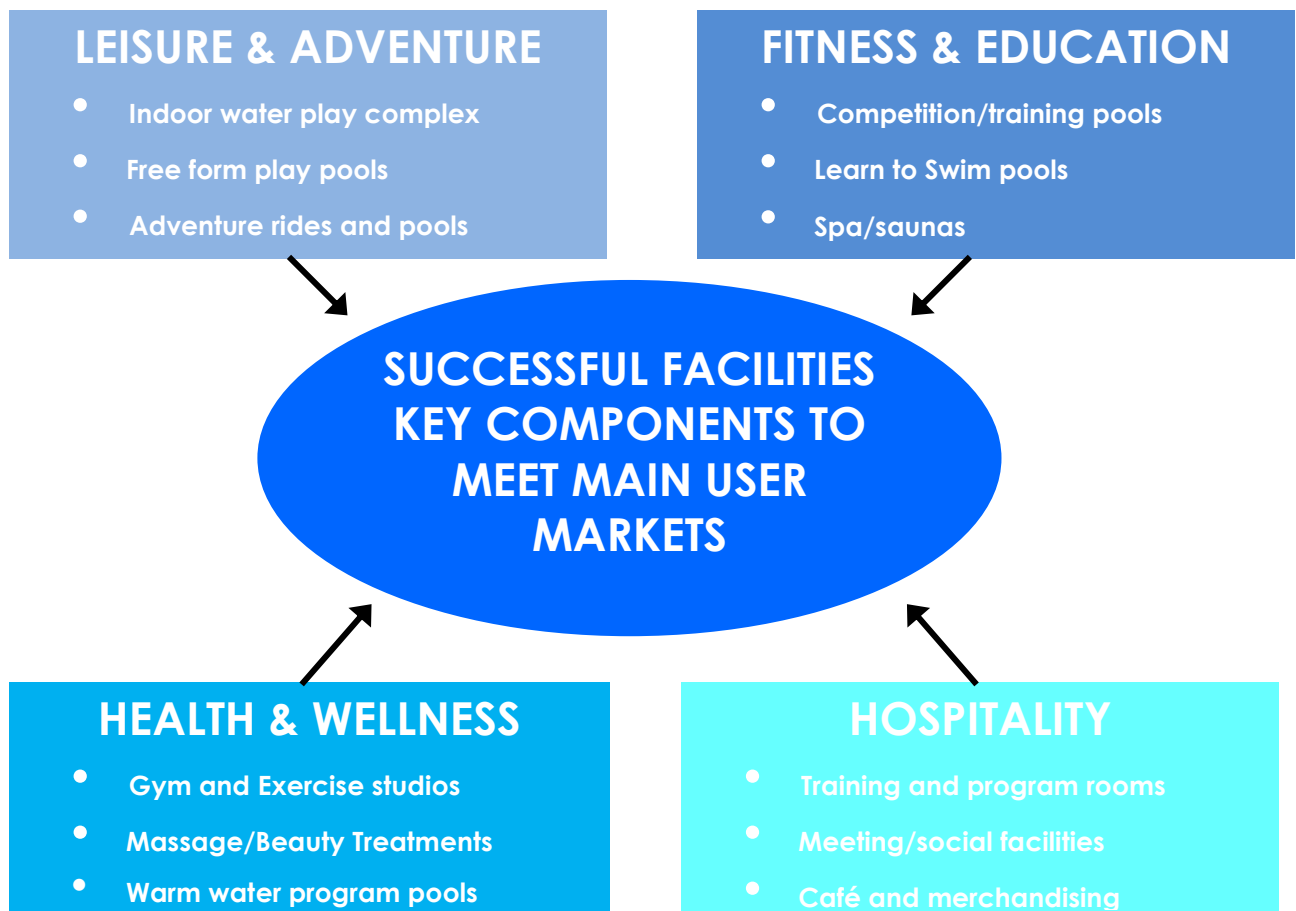 LEISURE & ADVENTURE
• Indoor water play complex
• Free form play pools
• Adventure rides and pools
FITNESS & EDUCATION
• Competition/training pools
• Learn to Swim pools
• Spa/saunas
SUCCESSFUL FACILITIES
KEY COMPONENTS TO
MEET MAIN USER
MARKETS
HEALTH & WELLNESS
• Gym and Exercise studios
• Massage/Beauty Treatments
• Warm water program pools
HOSPITALITY
• Training and program rooms
• Meeting/social facilities
• Café and merchandising